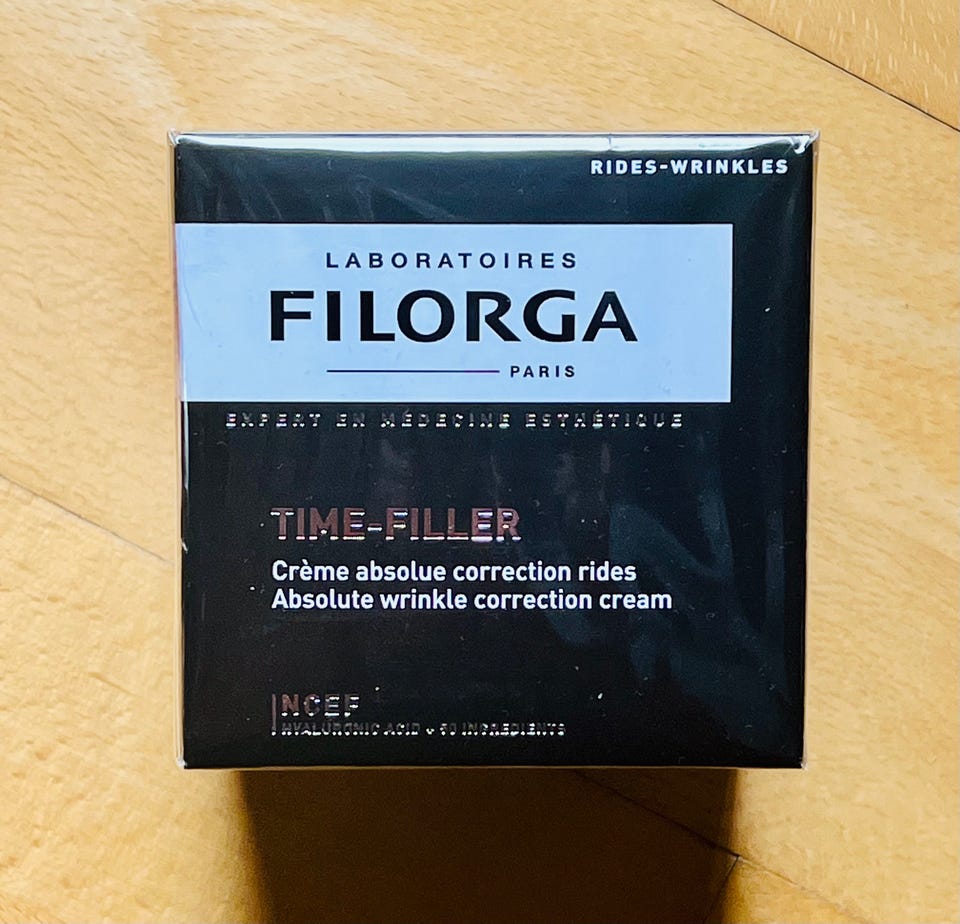 RIDES-WRINKLES
LABORATOIRES
FILORGA
PARIS
EXPERT EN MÉDECINE ESTHÉTIQUE
TIME-FILLER
Crème absolue correction rides
Absolute wrinkle correction cream
NCEF
HYALURONIC ACID + 50 INGREDIENTS